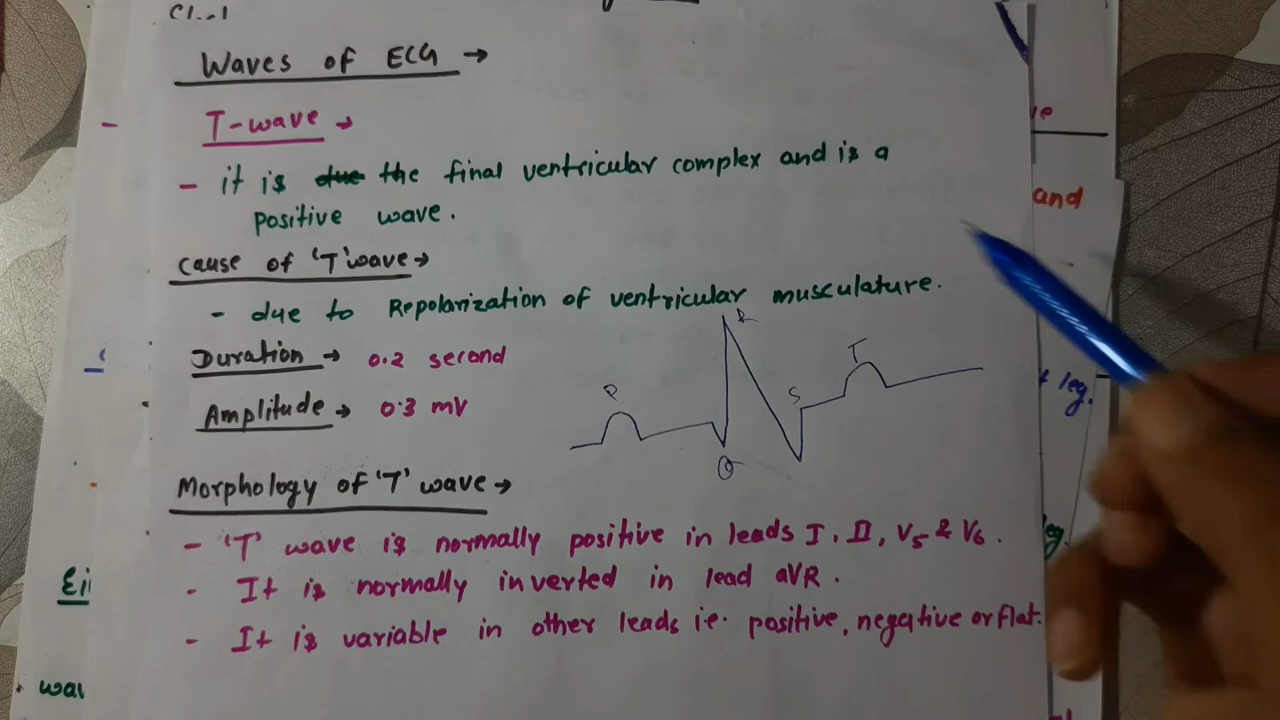 Waves of ECG →
T-wave →
- it is due the final ventricular complex and is a
positive wave.
Cause of 'T' wave →
- due to Repolarization of ventricular musculature.
Duration → 0.2 second
Amplitude → 0.3 mV
P
Q
R
S
T
Morphology of 'T' wave →
- 'T' wave is normally positive in leads I, II, V5 & V6.
- It is normally inverted in lead aVR.
- It is variable in other leads i.e. positive, negative or flat.
and
leg.
eg.
Ei
wav